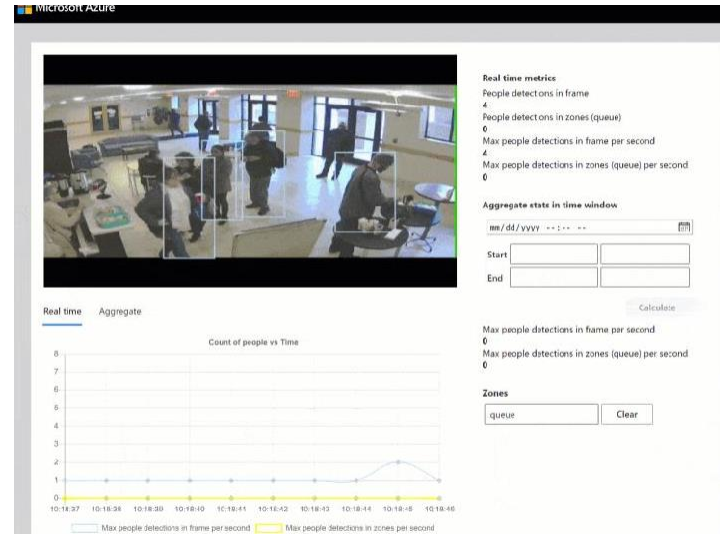 Microsoft Azure
Real time metrics
People detections in frame
4
People detections in zones (queue)
0
Max people detections in frame per second
4
Max people detections in zones (queue) per second
0
Aggregate stats in time window
mm/dd/yyyy --:-- --
Start
End
Calculate
Max people detections in frame per second
0
Max people detections in zones (queue) per second
0
Zones
queue Clear
Real time Aggregate
Count of people vs Time
8
7
6
5
4
3
2
1
0
10:18:37 10:18:38 10:18:39 10:18:40 10:18:41 10:18:42 10:18:43 10:18:44 10:18:45 10:18:46
Max people detections in frame per second Max people detections in zones per second